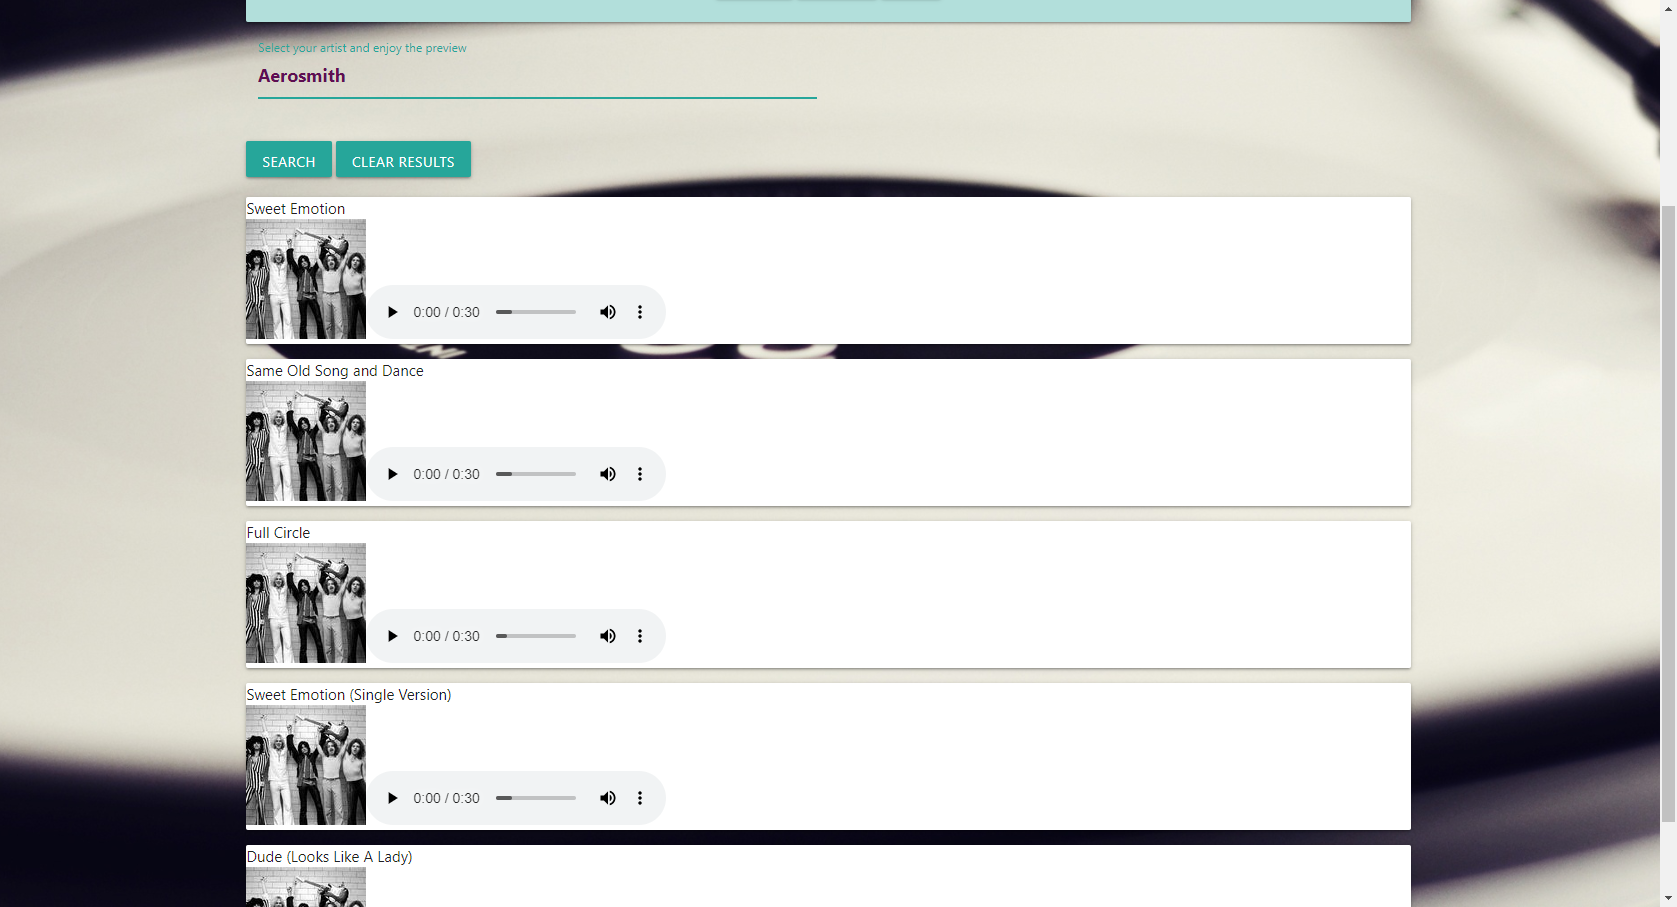 Select your artist and enjoy the preview
Aerosmith
SEARCH CLEAR RESULTS
Sweet Emotion
0:00 / 0:30
Same Old Song and Dance
0:00 / 0:30
Full Circle
0:00 / 0:30
Sweet Emotion (Single Version)
0:00 / 0:30
Dude (Looks Like A Lady)